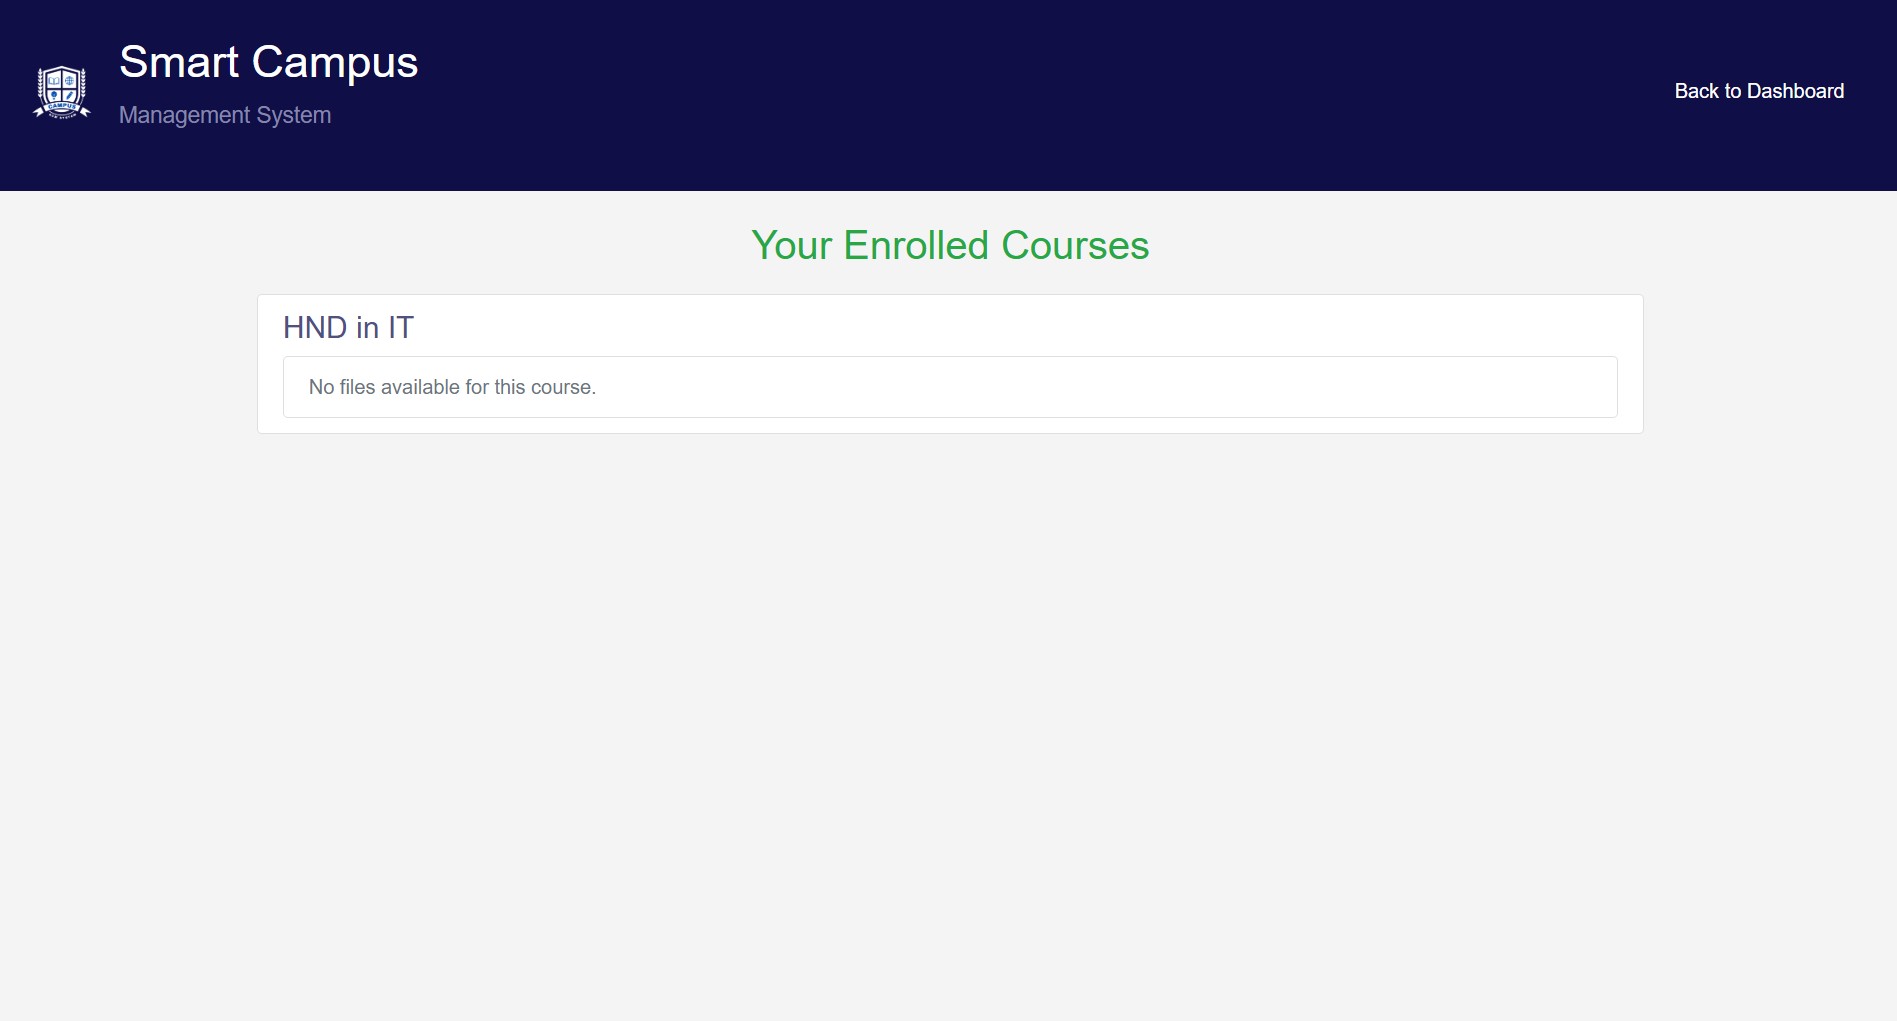 Smart Campus
Management System
CAMPUS
Back to Dashboard
Your Enrolled Courses
HND in IT
No files available for this course.